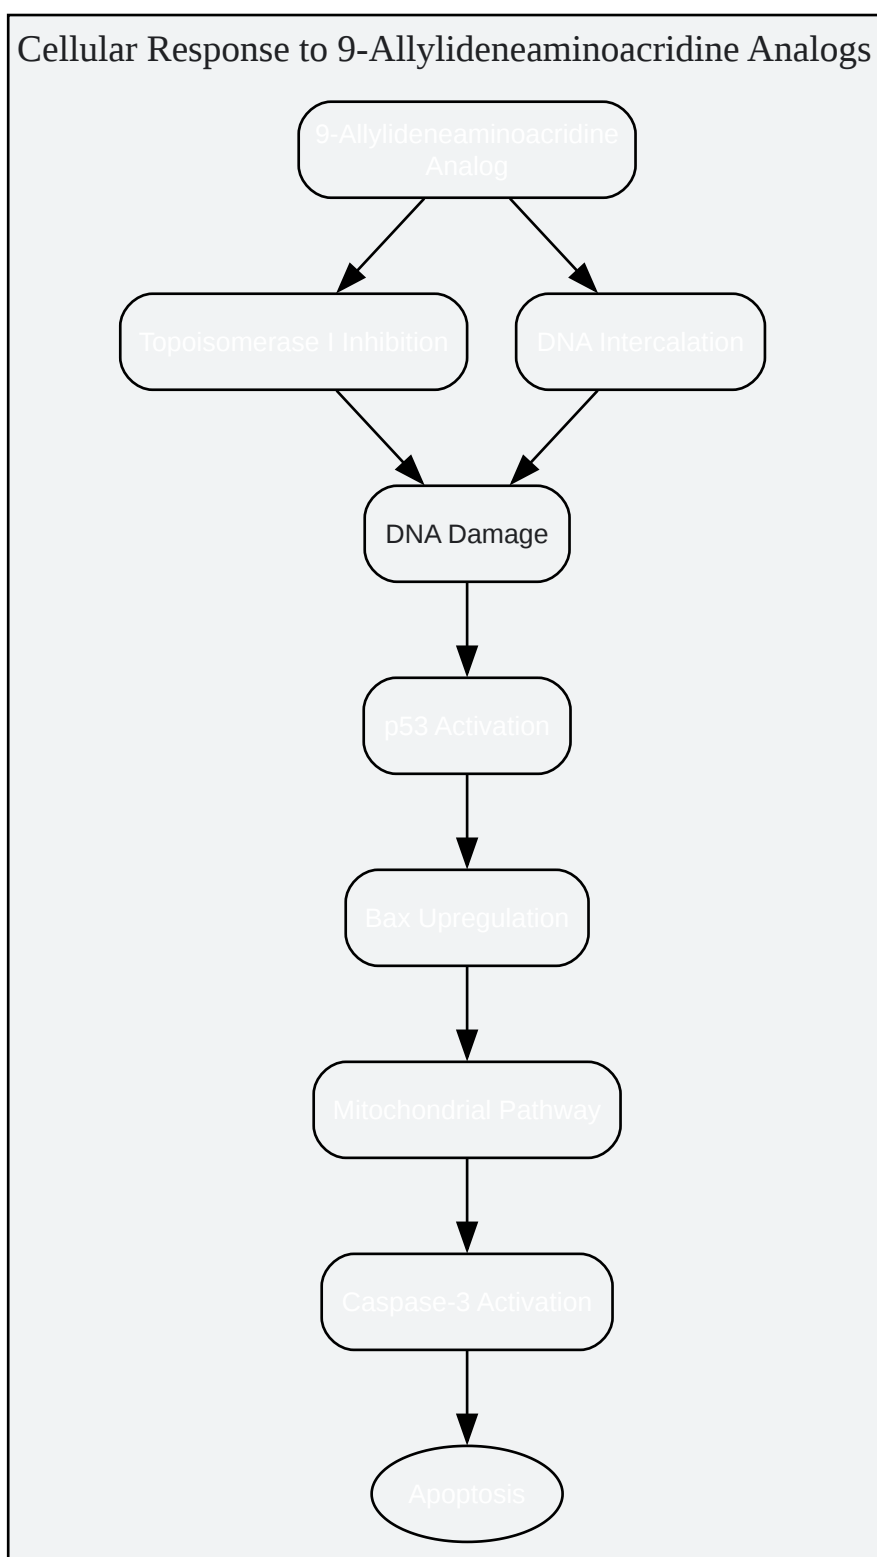 Cellular Response to 9-Allylideneaminoacridine Analogs
9-Allylideneaminoacridine
Analog
Topoisomerase I Inhibition
DNA Intercalation
DNA Damage
p53 Activation
Bax Upregulation
Mitochondrial Pathway
Caspase-3 Activation
Apoptosis